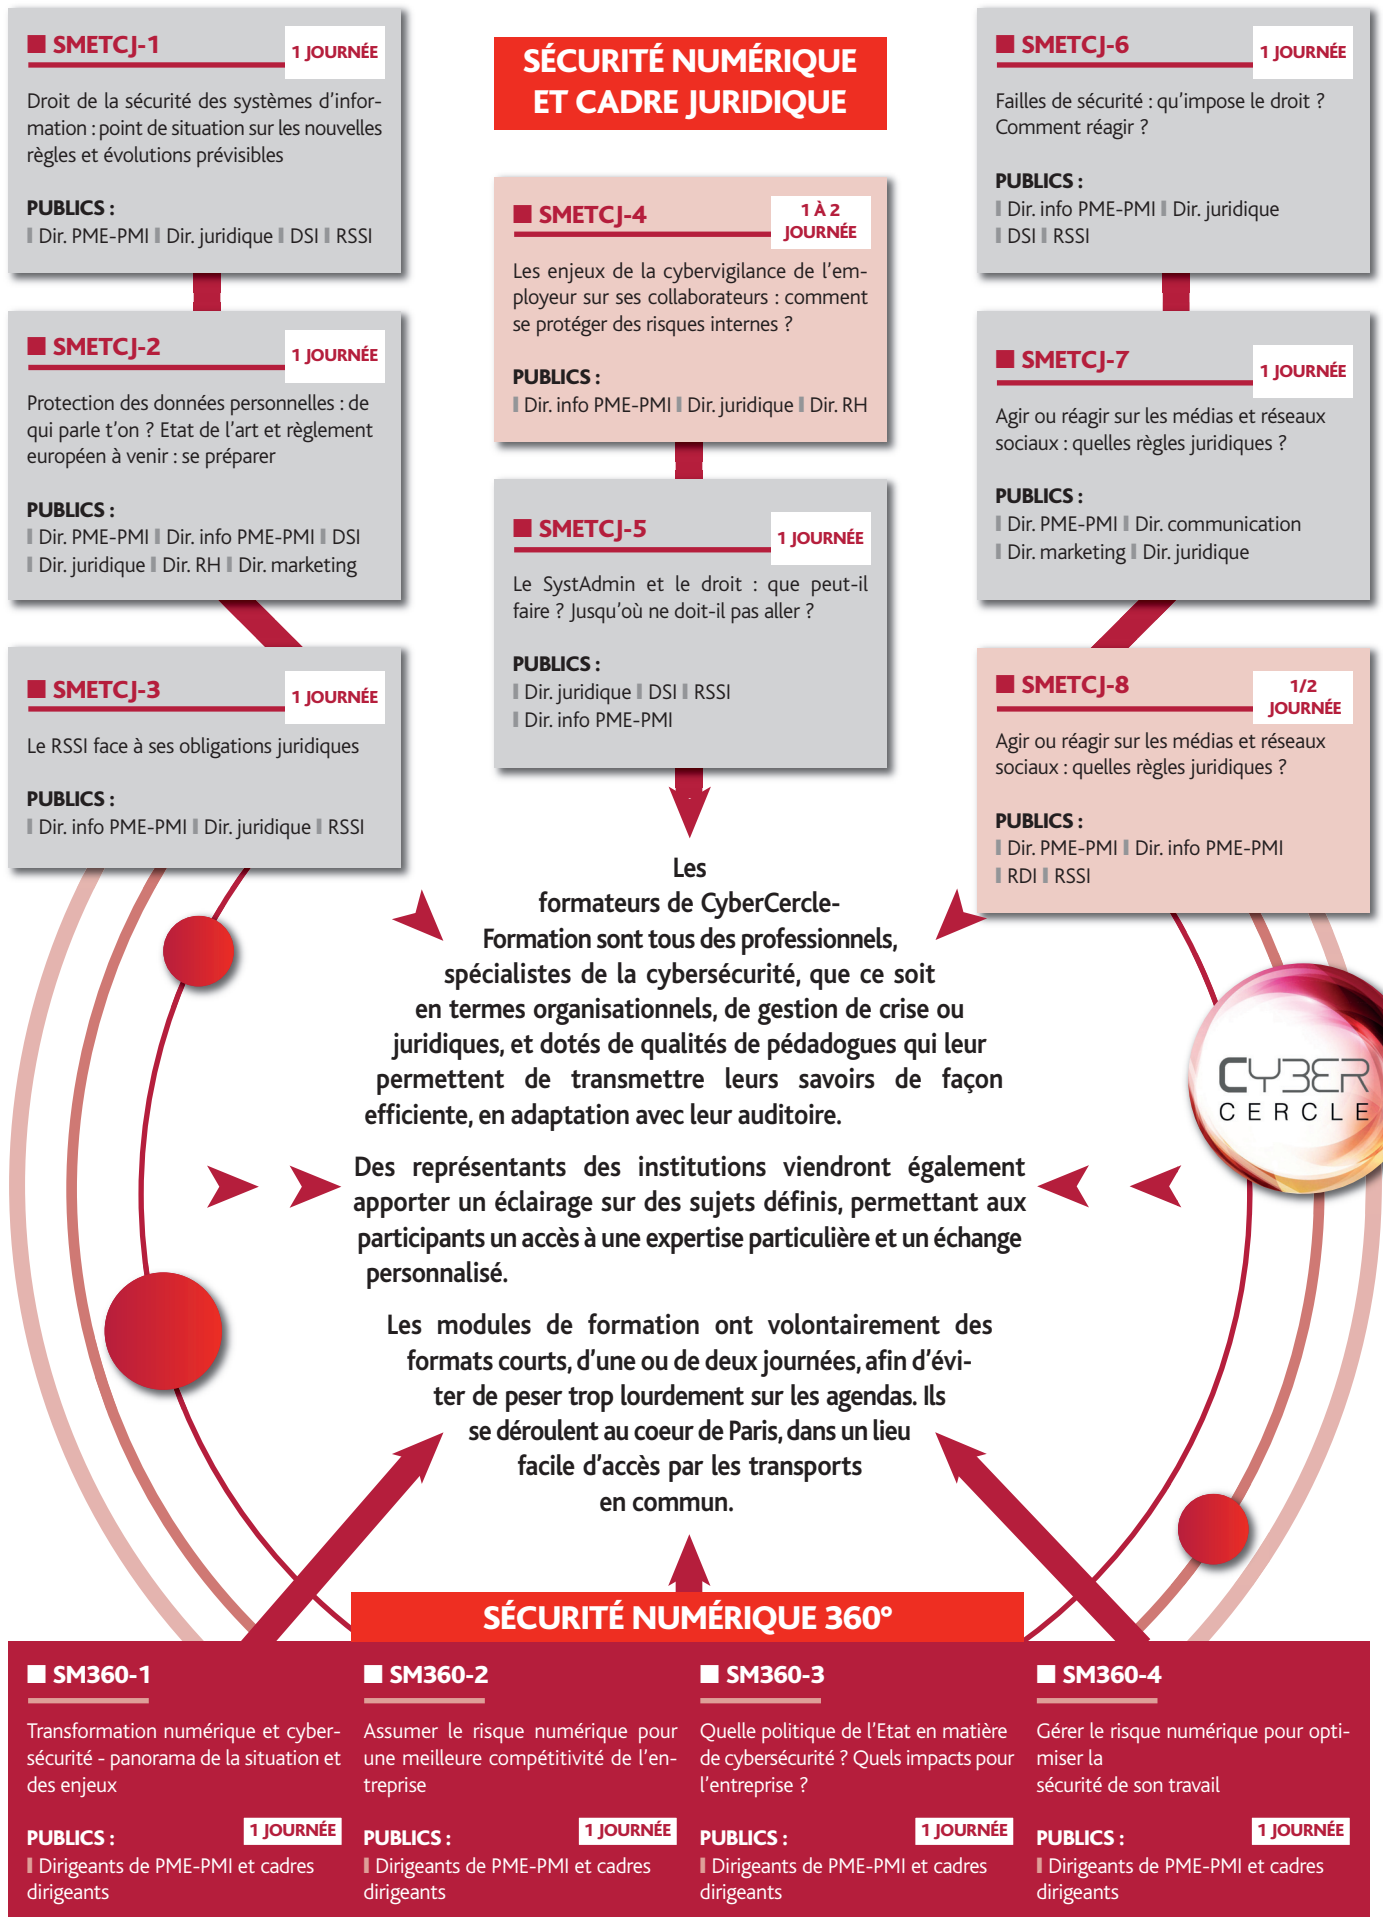 SMETCJ-1
1 JOURNÉE
Droit de la sécurité des systèmes d'infor-
mation : point de situation sur les nouvelles
règles et évolutions prévisibles
PUBLICS :
Dir. PME-PMI Dir. juridique DSI RSSI
SMETCJ-2
1 JOURNÉE
Protection des données personnelles : de
qui parle t'on ? Etat de l'art et règlement
européen à venir : se préparer
PUBLICS :
Dir. PME-PMI Dir. info PME-PMI DSI
Dir. juridique Dir. RH Dir. marketing
SMETCJ-3
1 JOURNÉE
Le RSSI face à ses obligations juridiques
PUBLICS :
Dir. info PME-PMI Dir. juridique RSSI
SÉCURITÉ NUMÉRIQUE
ET CADRE JURIDIQUE
SMETCJ-4
1 À 2
JOURNÉE
Les enjeux de la cybervigilance de l'em-
ployeur sur ses collaborateurs : comment
se protéger des risques internes ?
PUBLICS :
Dir. info PME-PMI Dir. juridique Dir. RH
SMETCJ-5
1 JOURNÉE
Le SystAdmin et le droit : que peut-il
faire ? Jusqu'où ne doit-il pas aller ?
PUBLICS :
Dir. juridique DSI RSSI
Dir. info PME-PMI
SMETCJ-6
1 JOURNÉE
Failles de sécurité : qu'impose le droit ?
Comment réagir ?
PUBLICS :
Dir. info PME-PMI Dir. juridique
DSI RSSI
SMETCJ-7
1 JOURNÉE
Agir ou réagir sur les médias et réseaux
sociaux : quelles règles juridiques ?
PUBLICS :
Dir. PME-PMI Dir. communication
Dir. marketing Dir. juridique
SMETCJ-8
1/2
JOURNÉE
Agir ou réagir sur les médias et réseaux
sociaux : quelles règles juridiques ?
PUBLICS :
Dir. PME-PMI Dir. info PME-PMI
RDI RSSI
Les
formateurs de CyberCercle-
Formation sont tous des professionnels,
spécialistes de la cybersécurité, que ce soit
en termes organisationnels, de gestion de crise ou
juridiques, et dotés de qualités de pédadogues qui leur
permettent de transmettre leurs savoirs de façon
efficiente, en adaptation avec leur auditoire.
Des représentants des institutions viendront également
apporter un éclairage sur des sujets définis, permettant aux
participants un accès à une expertise particulière et un échange
personnalisé.
Les modules de formation ont volontairement des
formats courts, d'une ou de deux journées, afin d'évi-
ter de peser trop lourdement sur les agendas. Ils
se déroulent au coeur de Paris, dans un lieu
facile d'accès par les transports
en commun.
CYBER
CERCLE
SÉCURITÉ NUMÉRIQUE 360°
SM360-1
Transformation numérique et cyber-
sécurité - panorama de la situation et
des enjeux
1 JOURNÉE
PUBLICS :
Dirigeants de PME-PMI et cadres
dirigeants
SM360-2
Assumer le risque numérique pour
une meilleure compétitivité de l'en-
treprise
1 JOURNÉE
PUBLICS :
Dirigeants de PME-PMI et cadres
dirigeants
SM360-3
Quelle politique de l'Etat en matière
de cybersécurité ? Quels impacts pour
l'entreprise ?
1 JOURNÉE
PUBLICS :
Dirigeants de PME-PMI et cadres
dirigeants
SM360-4
Gérer le risque numérique pour opti-
miser la
sécurité de son travail
1 JOURNÉE
PUBLICS :
Dirigeants de PME-PMI et cadres
dirigeants